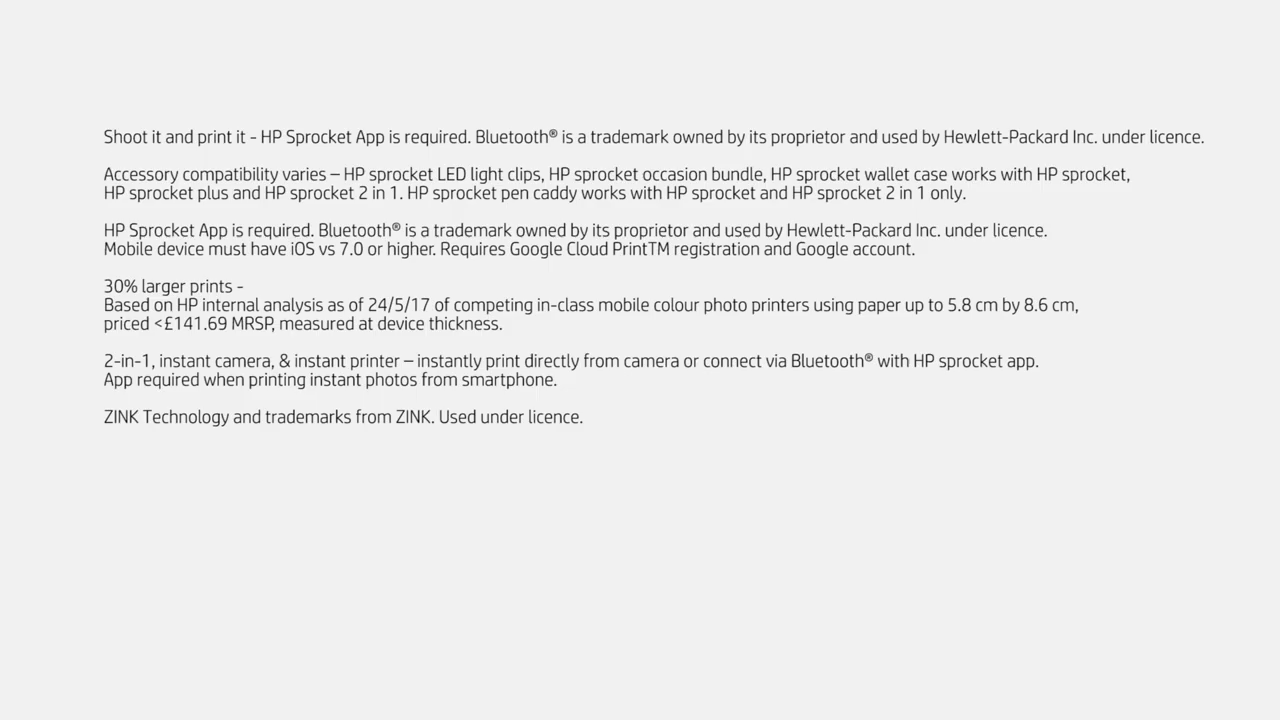 Shoot it and print it - HP Sprocket App is required. Bluetooth® is a trademark owned by its proprietor and used by Hewlett-Packard Inc. under licence.
Accessory compatibility varies – HP sprocket LED light clips, HP sprocket occasion bundle, HP sprocket wallet case works with HP sprocket,
HP sprocket plus and HP sprocket 2 in 1. HP sprocket pen caddy works with HP sprocket and HP sprocket 2 in 1 only.
HP Sprocket App is required. Bluetooth® is a trademark owned by its proprietor and used by Hewlett-Packard Inc. under licence.
Mobile device must have iOS vs 7.0 or higher. Requires Google Cloud PrintTM registration and Google account.
30% larger prints -
Based on HP internal analysis as of 24/5/17 of competing in-class mobile colour photo printers using paper up to 5.8 cm by 8.6 cm,
priced <£141.69 MRSP, measured at device thickness.
2-in-1, instant camera, & instant printer – instantly print directly from camera or connect via Bluetooth® with HP sprocket app.
App required when printing instant photos from smartphone.
ZINK Technology and trademarks from ZINK. Used under licence.